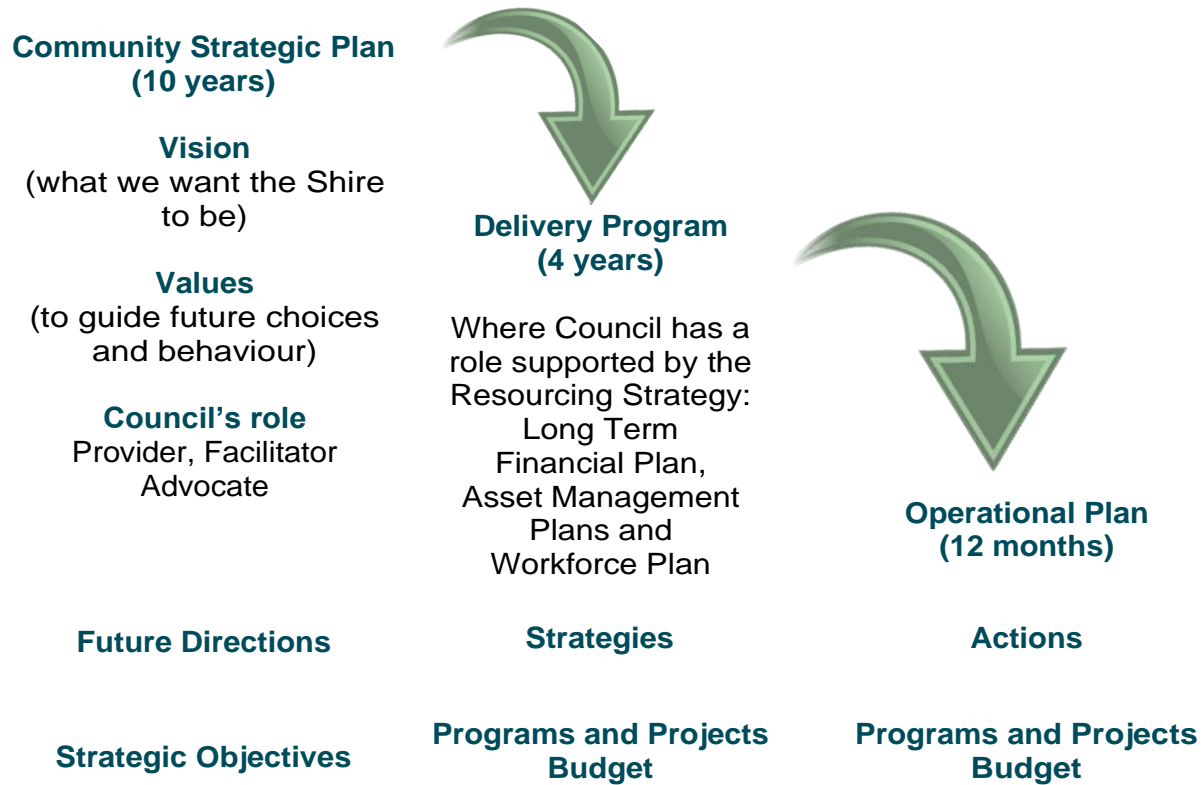 Community Strategic Plan
(10 years)
Vision
(what we want the Shire
to be)
Values
(to guide future choices
and behaviour)
Council’s role
Provider, Facilitator
Advocate
Future Directions
Strategic Objectives
Delivery Program
(4 years)
Where Council has a
role supported by the
Resourcing Strategy:
Long Term
Financial Plan,
Asset Management
Plans and
Workforce Plan
Strategies
Programs and Projects
Budget
Operational Plan
(12 months)
Actions
Programs and Projects
Budget